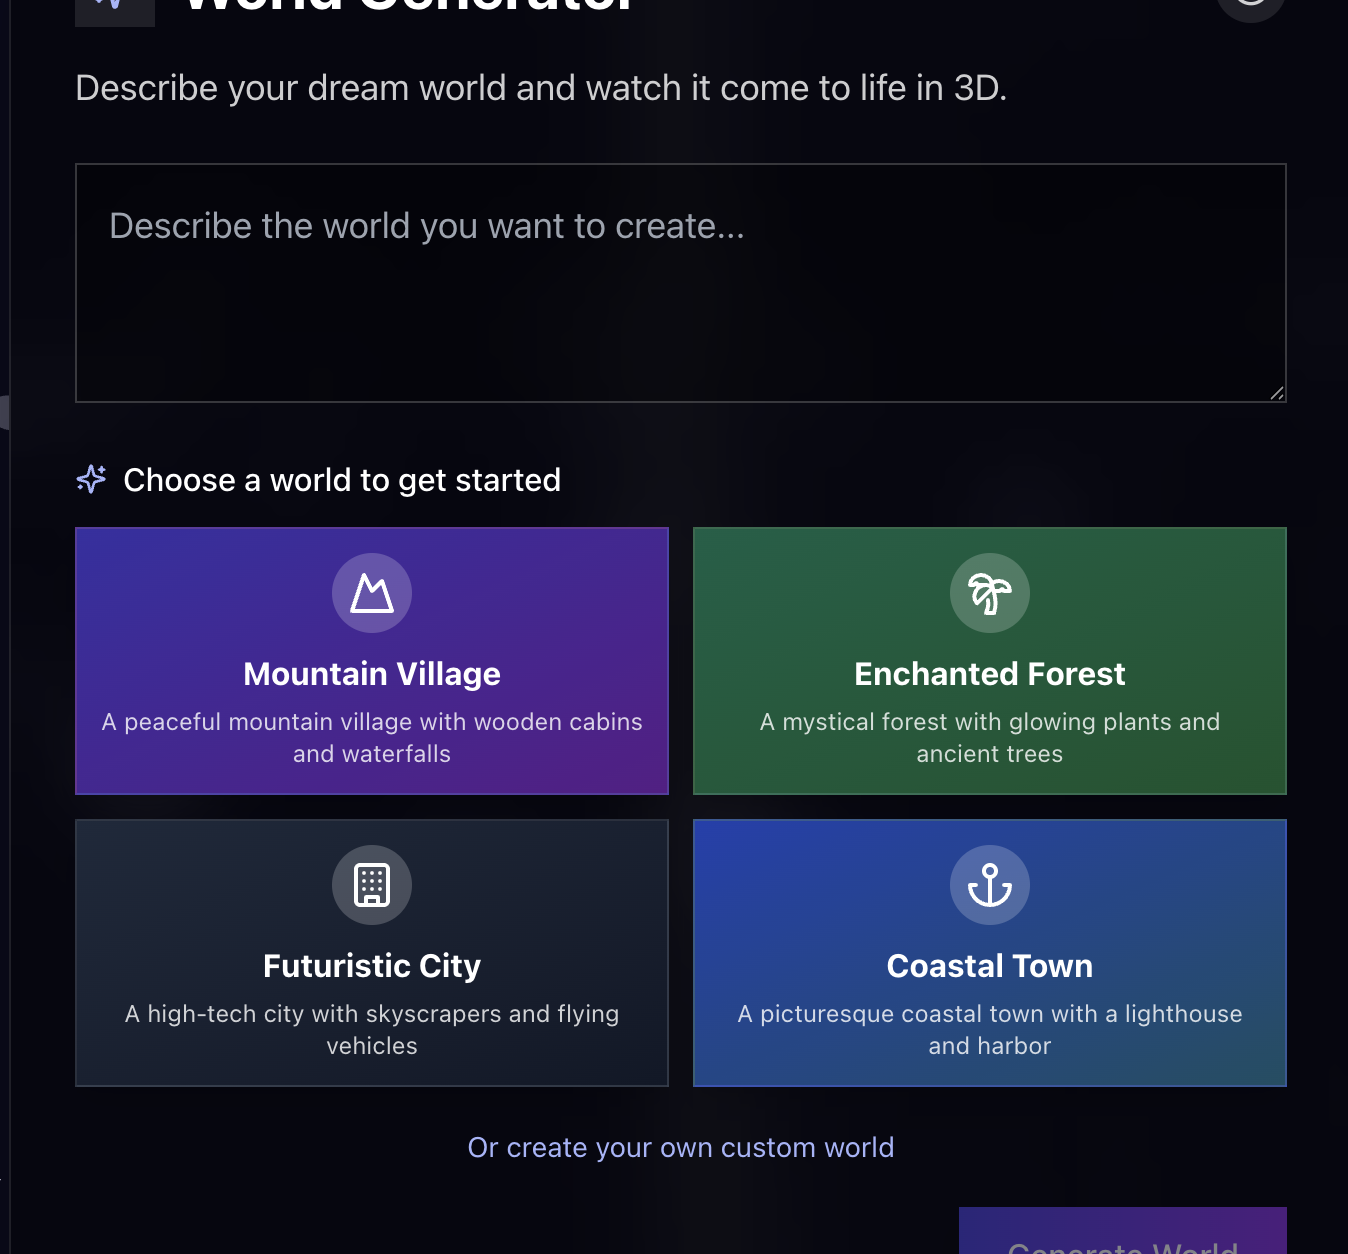 World Generator
Describe your dream world and watch it come to life in 3D.
Describe the world you want to create...
Choose a world to get started
Mountain Village
A peaceful mountain village with wooden cabins
and waterfalls
Enchanted Forest
A mystical forest with glowing plants and
ancient trees
Futuristic City
A high-tech city with skyscrapers and flying
vehicles
Coastal Town
A picturesque coastal town with a lighthouse
and harbor
Or create your own custom world
Generate World